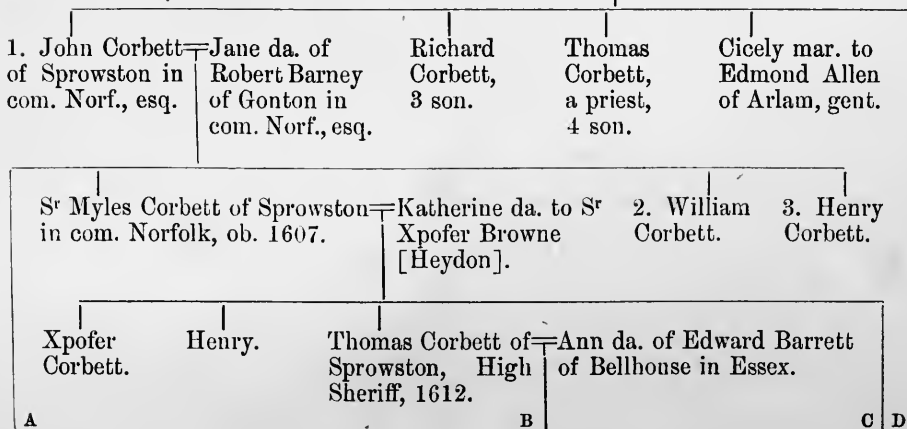 1. John Corbett
of Sprowston in
com. Norf., esq.
Jane da. of
Robert Barney
of Gonton in
com. Norf., esq.
Richard
Corbett,
3 son.
Thomas
Corbett,
a priest,
4 son.
Cicely mar. to
Edmond Allen
of Arlam, gent.
Sʳ Myles Corbett of Sprowston
in com. Norfolk, ob. 1607.
Katherine da. to Sʳ
Xpofer Browne
[Heydon].
2. William
Corbett.
3. Henry
Corbett.
Xpofer
Corbett.
Henry.
Thomas Corbett of
Sprowston, High
Sheriff, 1612.
Ann da. of Edward Barrett
of Bellhouse in Essex.
A B C D